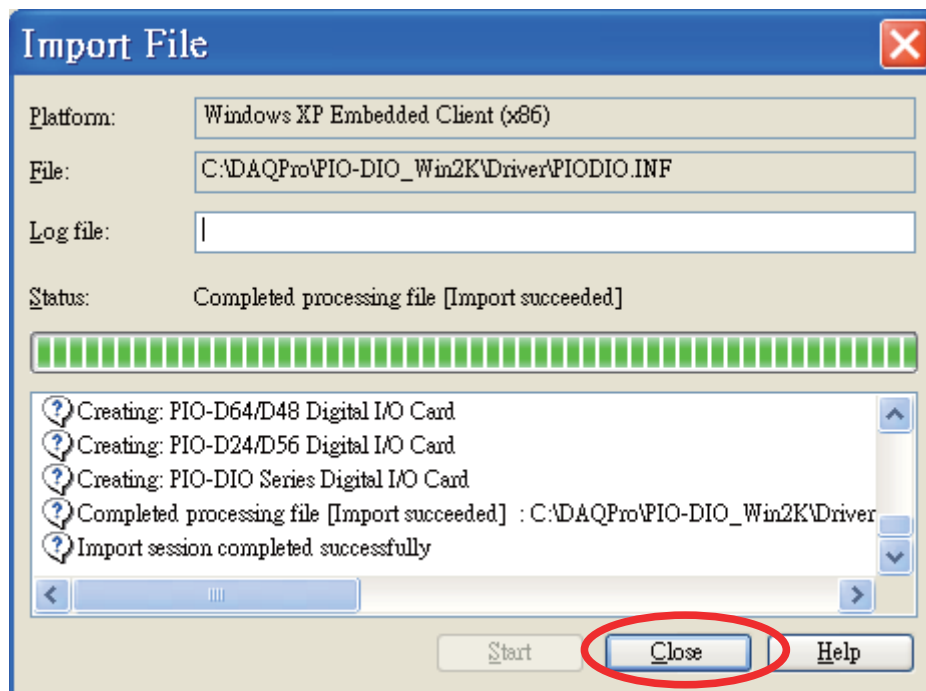 Import File
Platform: Windows XP Embedded Client (x86)
File: C:\DAQPro\PIO-DIO_Win2K\Driver\PIODIO.INF
Log file:
Status: Completed processing file [Import succeeded]
Creating: PIO-D64/D48 Digital I/O Card
Creating: PIO-D24/D56 Digital I/O Card
Creating: PIO-DIO Series Digital I/O Card
Completed processing file [Import succeeded] : C:\DAQPro\PIO-DIO_Win2K\Driver
Import session completed successfully
Start Close Help